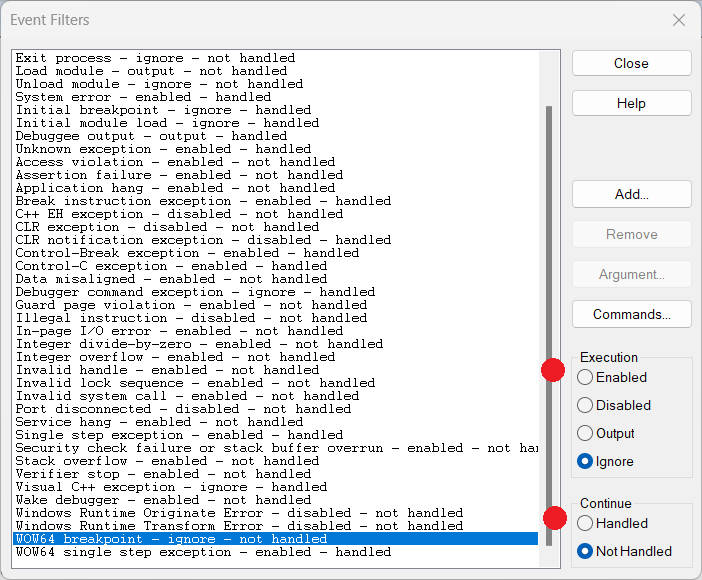 Event Filters
Exit process - ignore - not handled
Load module - output - not handled
Unload module - ignore - not handled
System error - enabled - handled
Initial breakpoint - ignore - handled
Initial module load - ignore - handled
Debuggee output - output - handled
Unknown exception - enabled - handled
Access violation - enabled - not handled
Assertion failure - enabled - not handled
Application hang - enabled - not handled
Break instruction exception - enabled - handled
C++ EH exception - disabled - not handled
CLR exception - disabled - not handled
CLR notification exception - disabled - handled
Control-Break exception - enabled - handled
Control-C exception - enabled - handled
Data misaligned - enabled - not handled
Debugger command exception - ignore - handled
Guard page violation - enabled - not handled
Illegal instruction - disabled - not handled
In-page I/O error - enabled - not handled
Integer divide-by-zero - enabled - not handled
Integer overflow - enabled - not handled
Invalid handle - enabled - not handled
Invalid lock sequence - enabled - not handled
Invalid system call - enabled - not handled
Port disconnected - disabled - not handled
Service hang - enabled - not handled
Single step exception - enabled - handled
Security check failure or stack buffer overrun - enabled - not han
Stack overflow - enabled - not handled
Verifier stop - enabled - not handled
Visual C++ exception - ignore - handled
Wake debugger - enabled - not handled
Windows Runtime Originate Error - disabled - not handled
Windows Runtime Transform Error - disabled - not handled
WOW64 breakpoint - ignore - not handled
WOW64 single step exception - enabled - handled
Close
Help
Add...
Remove
Argument...
Commands...
Execution
Enabled
Disabled
Output
Ignore
Continue
Handled
Not Handled